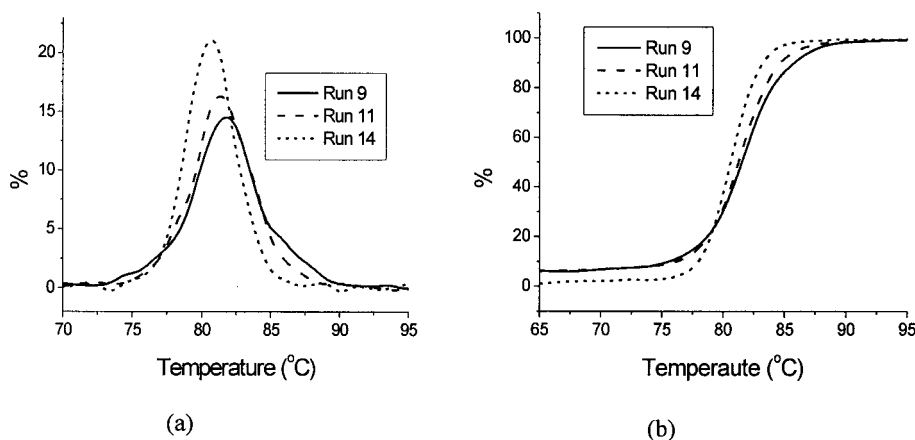 20
15
10
5
0
%
Run 9
Run 11
Run 14
70 75 80 85 90 95
Temperature (°C)
(a)
100
80
60
40
20
0
%
Run 9
Run 11
Run 14
65 70 75 80 85 90 95
Temperaute (°C)
(b)